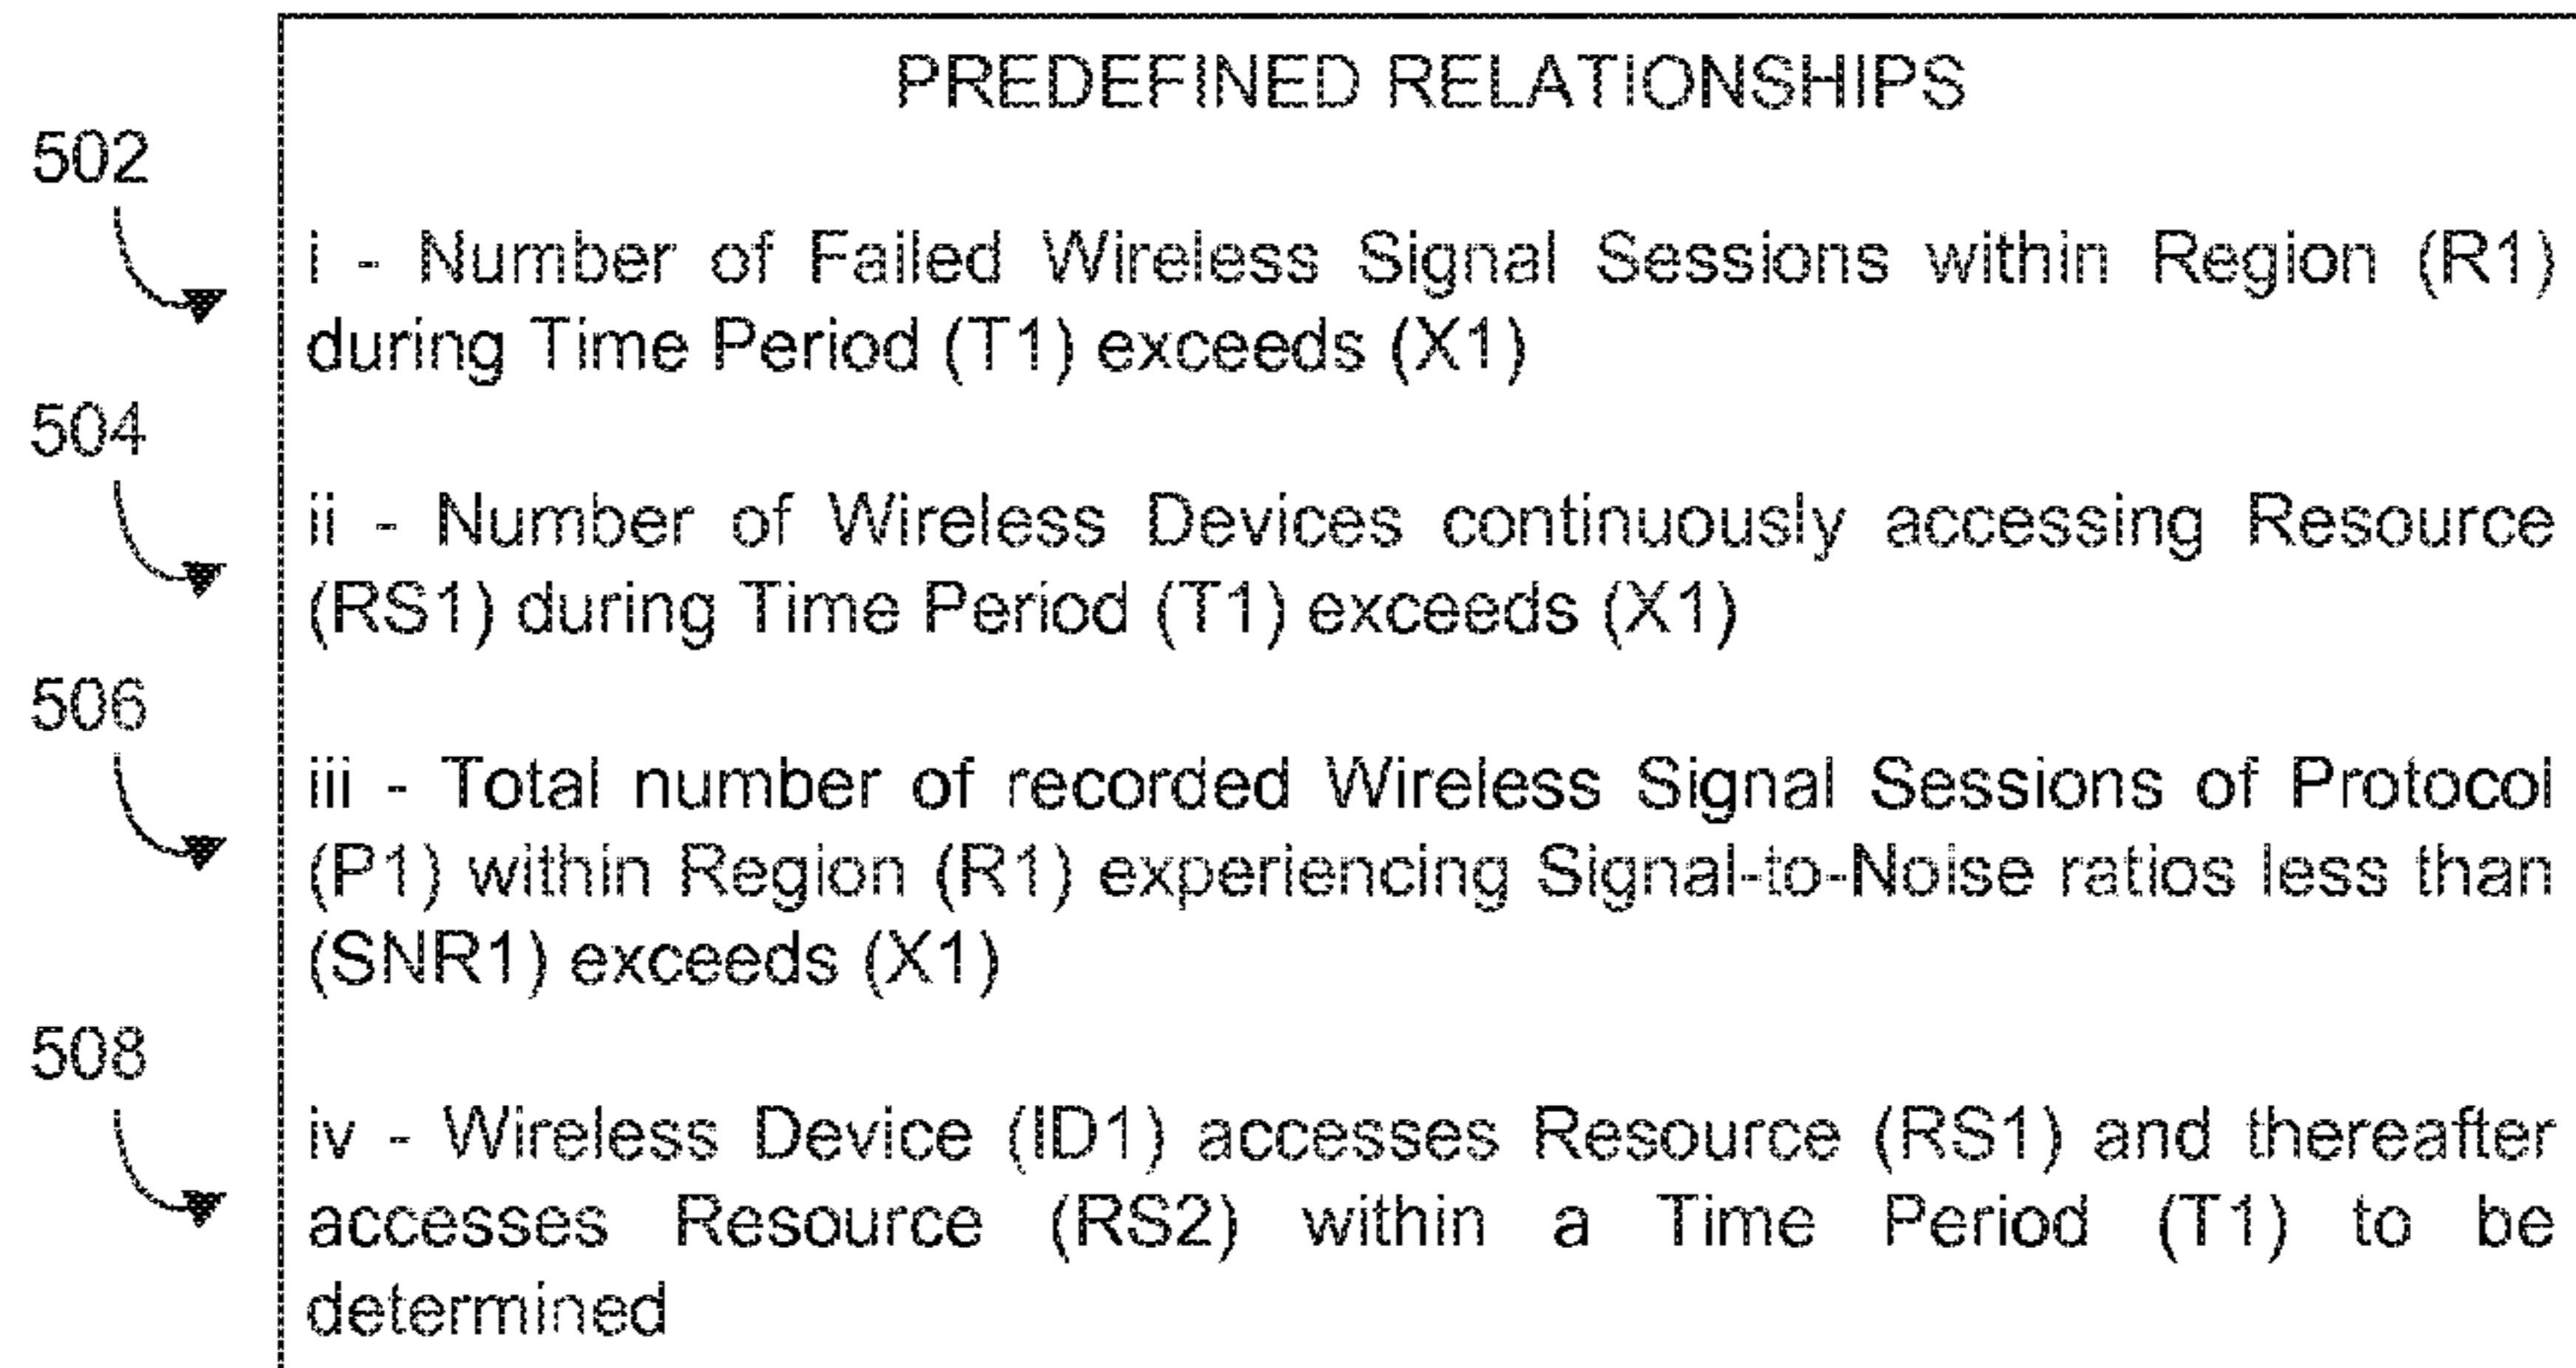 PREDEFINED RELATIONSHIPS
502
i - Number of Failed Wireless Signal Sessions within Region (R1)
during Time Period (T1) exceeds (X1)
504
ii - Number of Wireless Devices continuously accessing Resource
(RS1) during Time Period (T1) exceeds (X1)
506
iii - Total number of recorded Wireless Signal Sessions of Protocol
(P1) within Region (R1) experiencing Signal-to-Noise ratios less than
(SNR1) exceeds (X1)
508
iv - Wireless Device (ID1) accesses Resource (RS1) and thereafter
accesses Resource (RS2) within a Time Period (T1) to be
determined